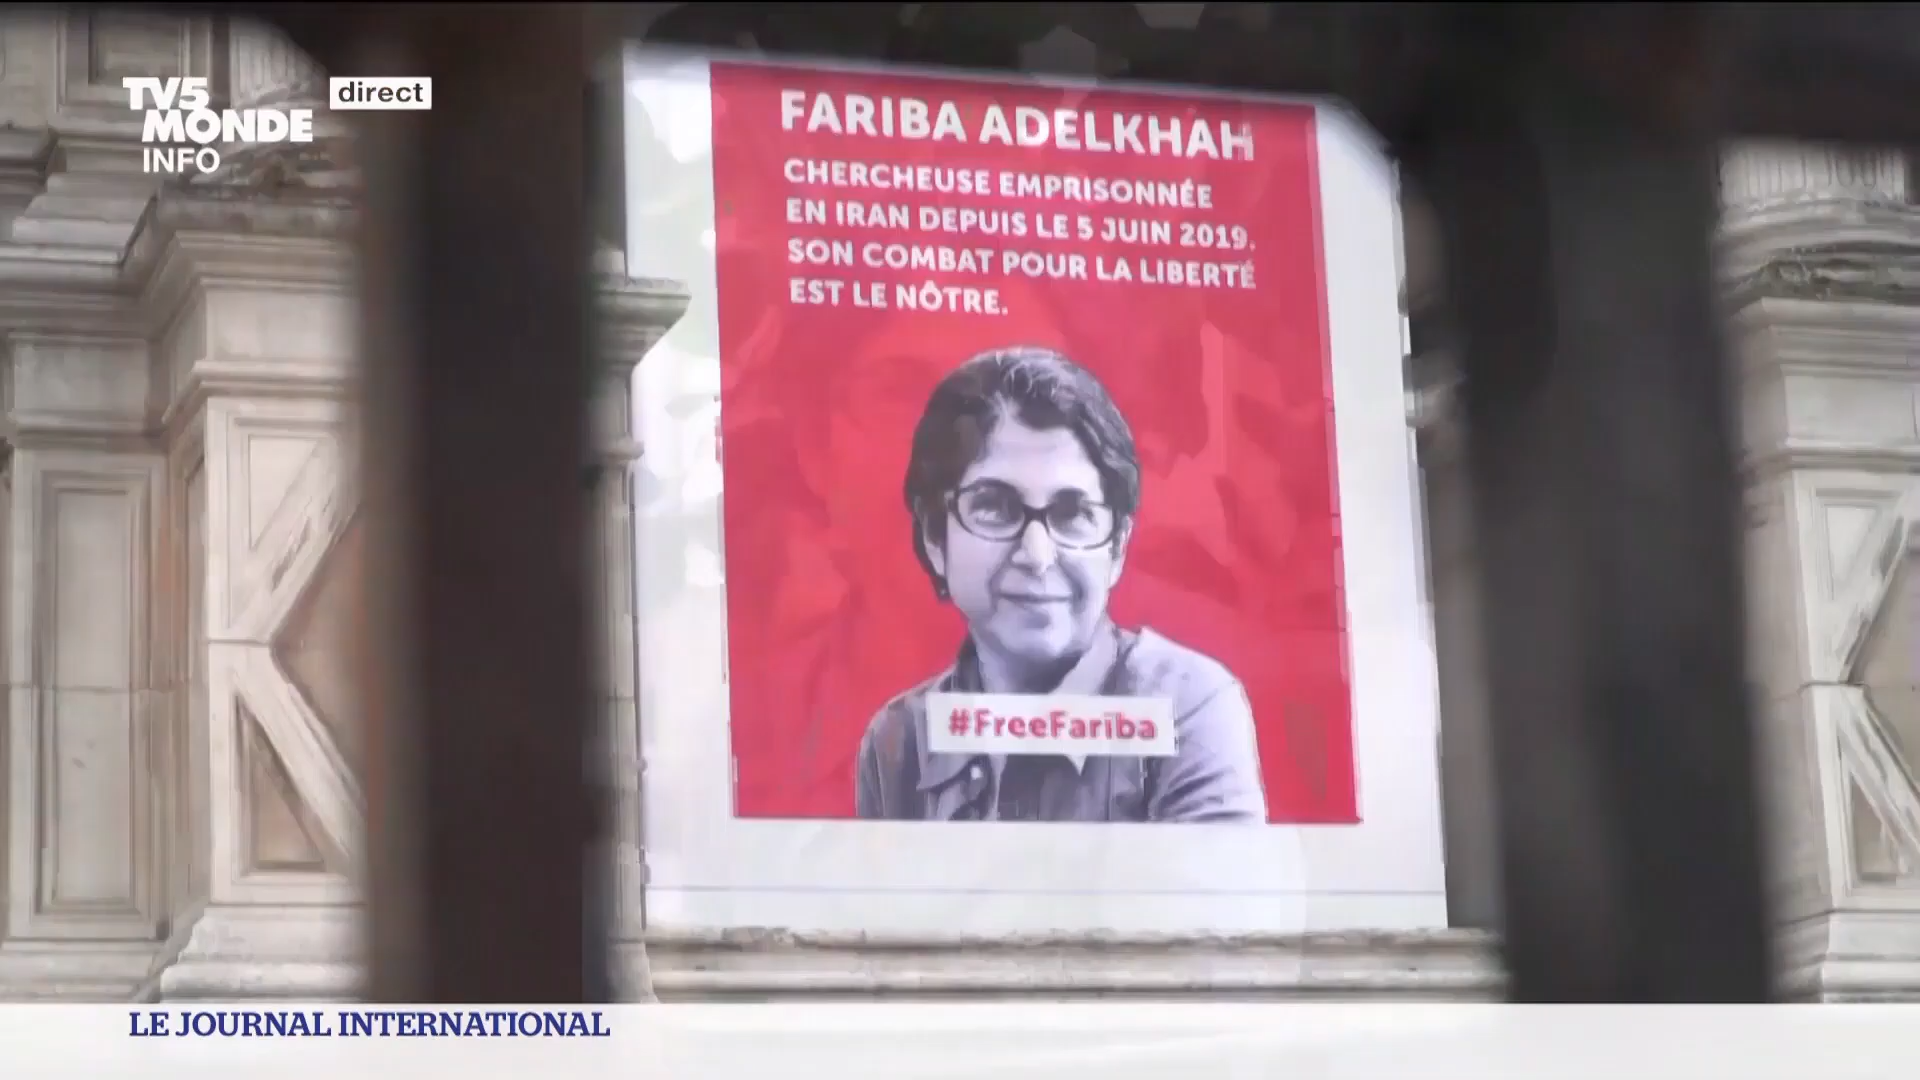 TV5
MONDE
INFO
direct
FARIBA ADELKHAH
CHERCHEUSE EMPRISONNÉE
EN IRAN DEPUIS LE 5 JUIN 2019.
SON COMBAT POUR LA LIBERTÉ
EST LE NÔTRE.
#FreeFariba
LE JOURNAL INTERNATIONAL